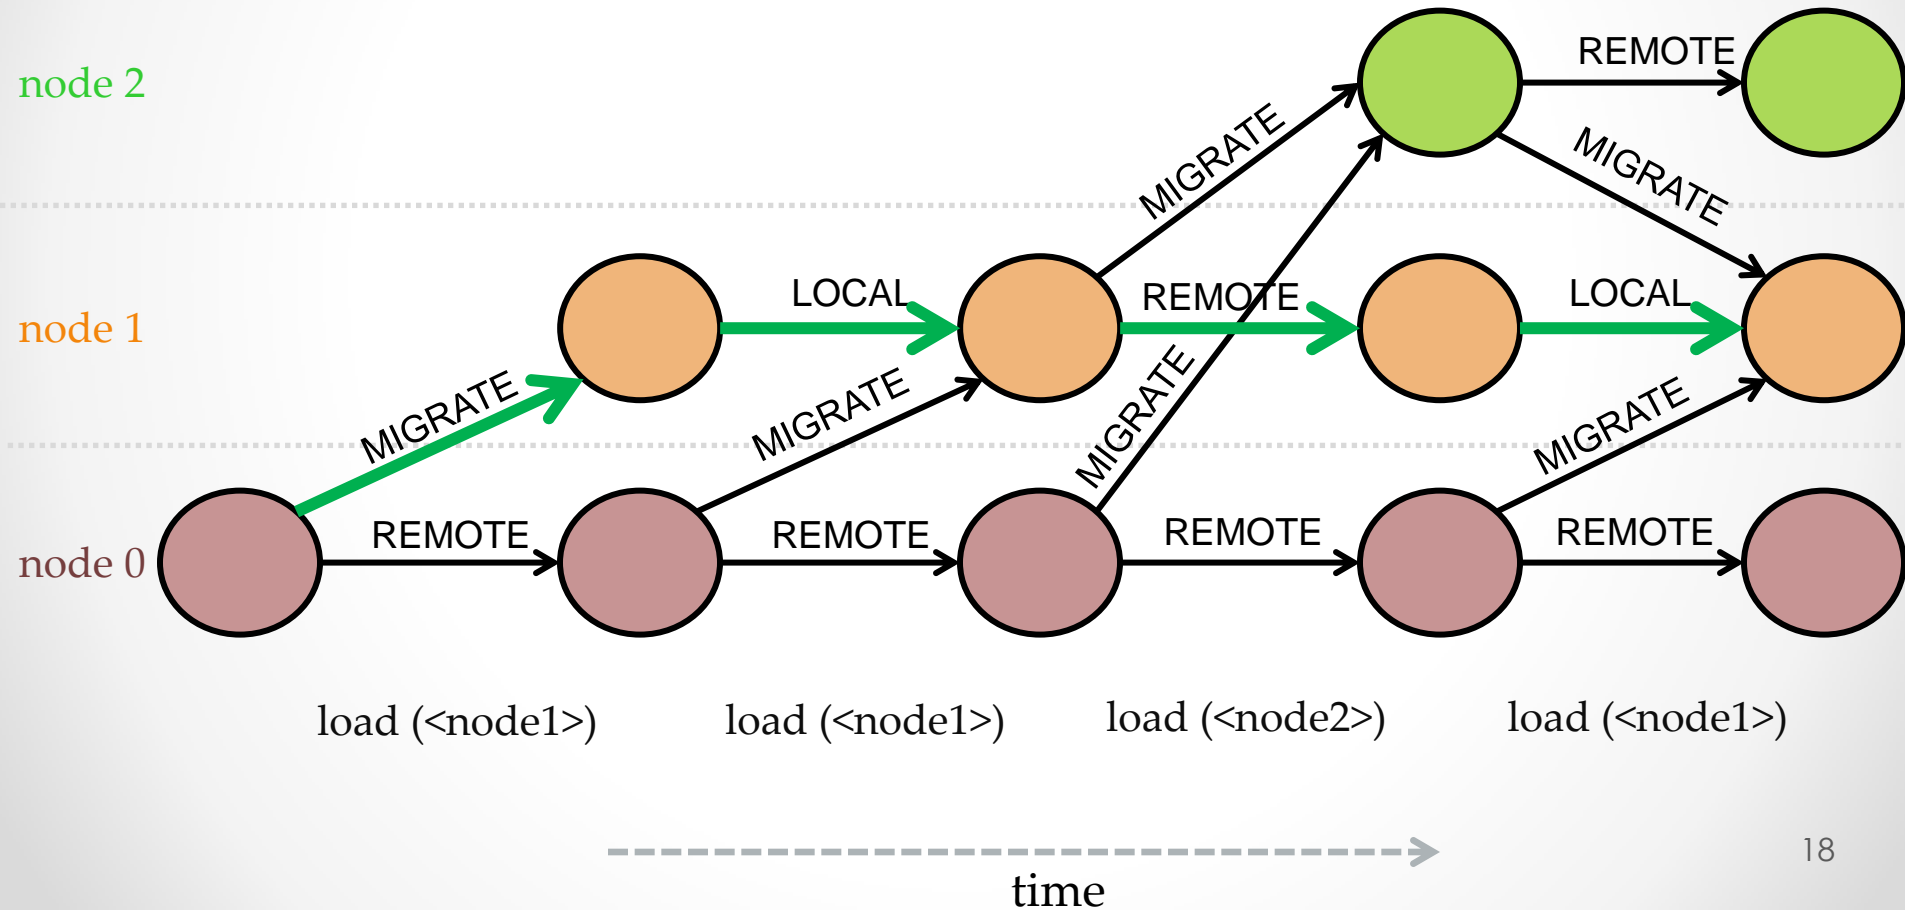 node 2
REMOTE
MIGRATE
MIGRATE
node 1
LOCAL
REMOTE
LOCAL
MIGRATE
MIGRATE
MIGRATE
MIGRATE
node 0
REMOTE
REMOTE
REMOTE
REMOTE
load (<node1>)
load (<node1>)
load (<node2>)
load (<node1>)
time
18